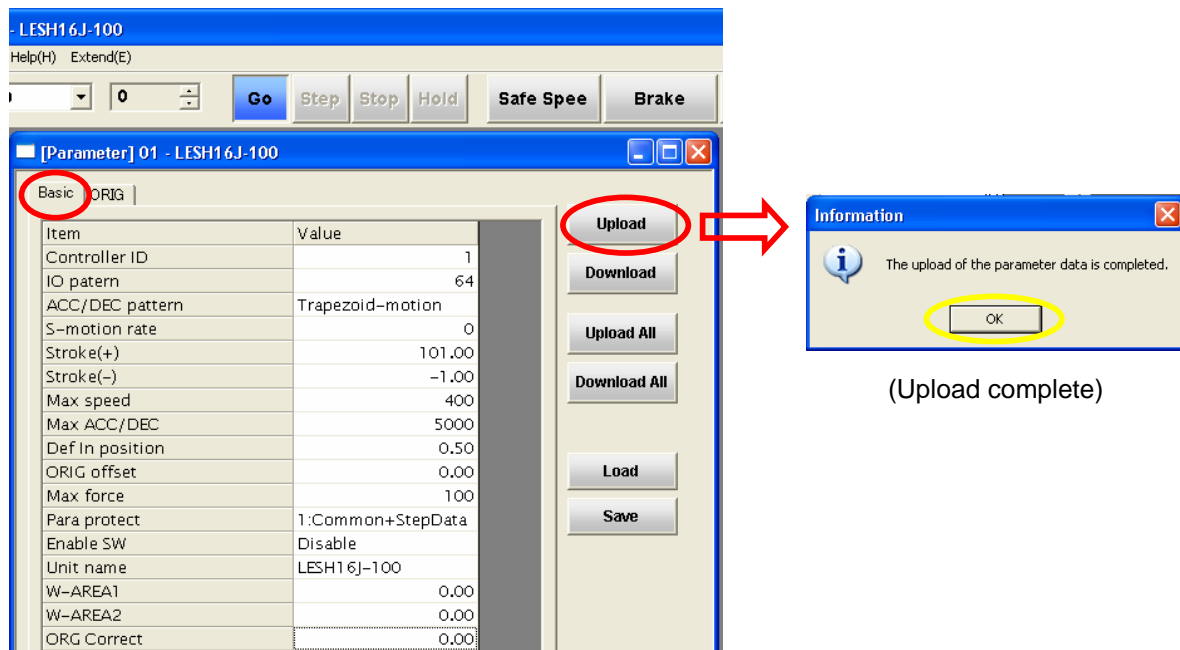 - LESH16J-100
Help(H) Extend(E)
0
Go
Step
Stop
Hold
Safe Spee
Brake
[Parameter] 01 - LESH16J-100
Basic
ORIG
Item Value
Controller ID 1
IO patern 64
ACC/DEC pattern Trapezoid-motion
S-motion rate 0
Stroke(+) 101.00
Stroke(-) -1.00
Max speed 400
Max ACC/DEC 5000
Def In position 0.50
ORIG offset 0.00
Max force 100
Para protect 1:Common+StepData
Enable SW Disable
Unit name LESH16J-100
W-AREA1 0.00
W-AREA2 0.00
ORG Correct 0.00
Upload
Download
Upload All
Download All
Load
Save
Information
The upload of the parameter data is completed.
OK
(Upload complete)